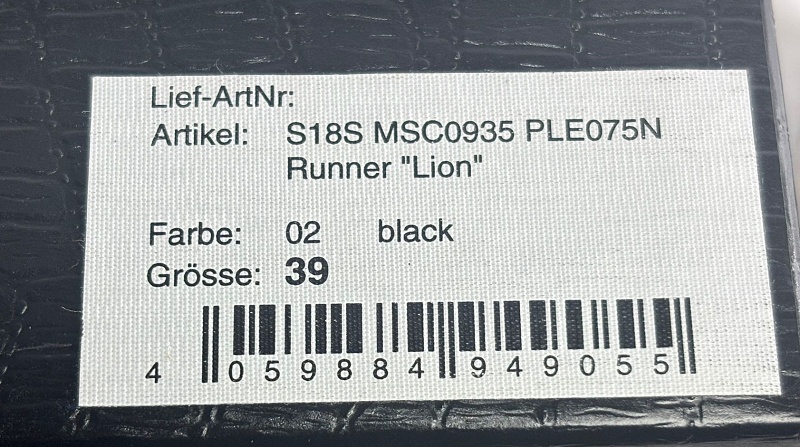 Lief-ArtNr:
Artikel: S18S MSC0935 PLE075N
Runner "Lion"
Farbe: 02 black
Grösse: 39
4 059884 949055